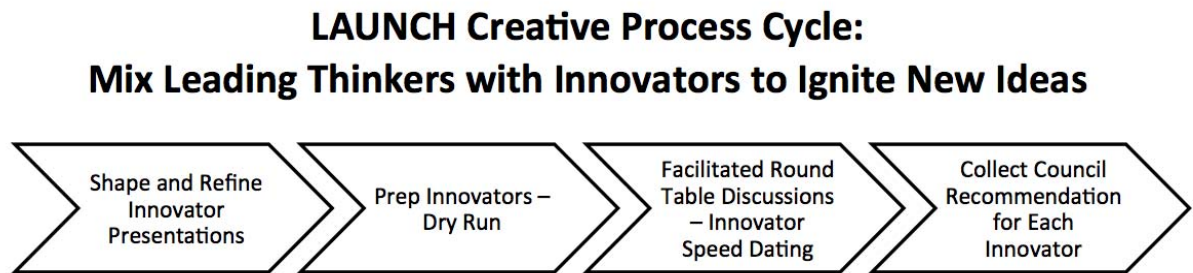 LAUNCH Creative Process Cycle:
Mix Leading Thinkers with Innovators to Ignite New Ideas
Shape and Refine
Innovator
Presentations
Prep Innovators –
Dry Run
Facilitated Round
Table Discussions
– Innovator
Speed Dating
Collect Council
Recommendation
for Each
Innovator